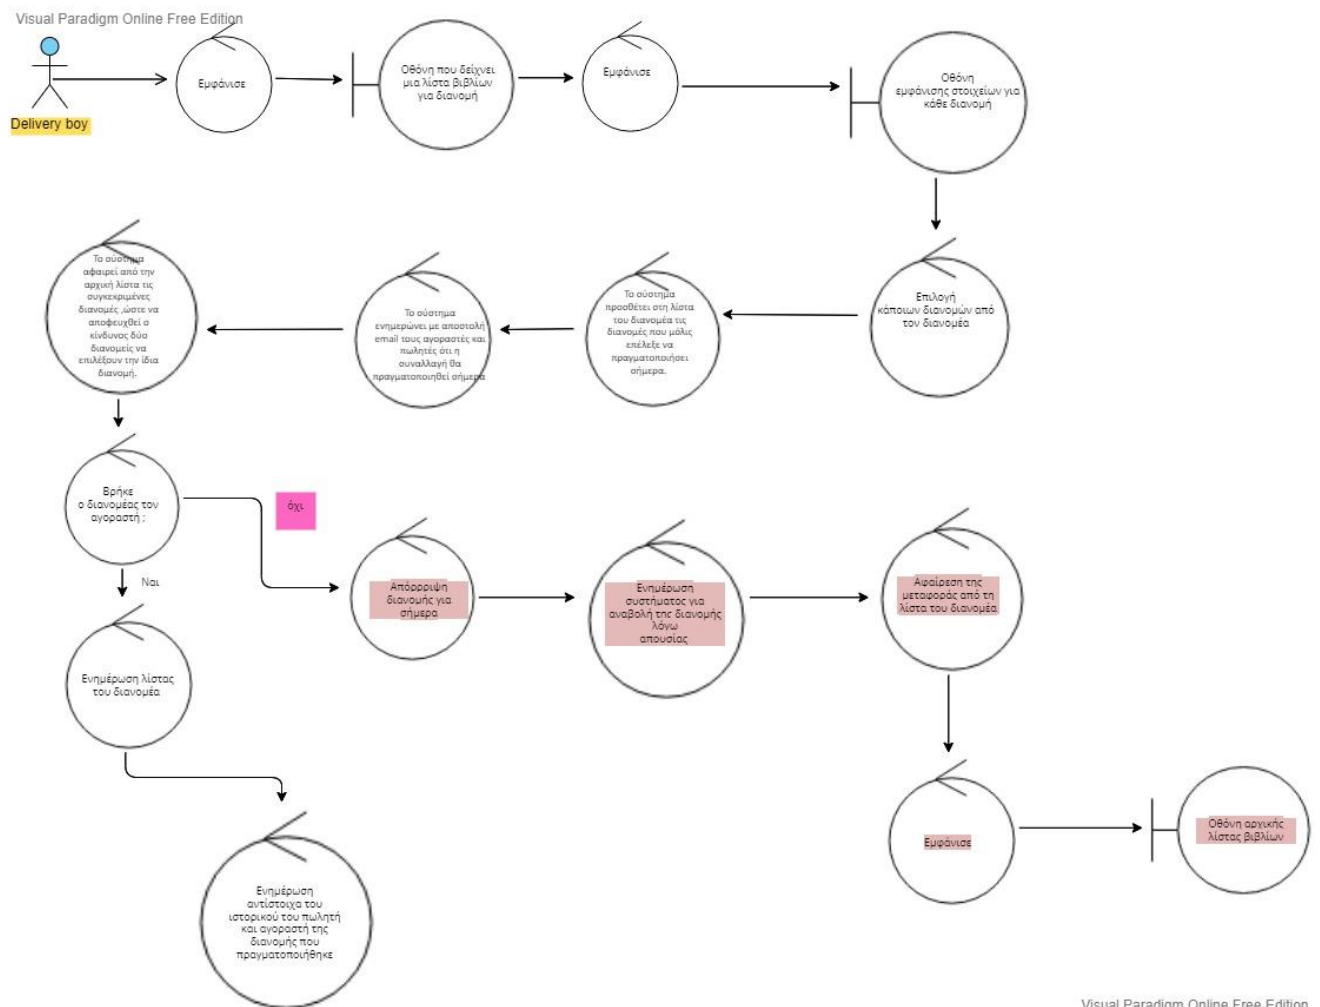 Visual Paradigm Online Free Edition
Delivery boy
Εμφάνισε
Οθόνη που δείχνει
μια λίστα βιβλίων
για διανομή
Εμφάνισε
Οθόνη
εμφάνισης στοιχείων για
κάθε διανομή
Το σύστημα
αφαιρεί από την
αρχική λίστα τις
συγκεκριμένες
διανομές ,ώστε να
αποφευχθεί ο
κίνδυνος δύο
διανομείς να
επιλέξουν την ίδια
διανομή.
Το σύστημα
ενημερώνει με αποστολή
email τους αγοραστές και
πωλητές ότι η
συναλλαγή θα
πραγματοποιηθεί σήμερα
Το σύστημα
προσθέτει στη λίστα
του διανομέα τις
διανομές που μόλις
επέλεξε να
πραγματοποιήσει
σήμερα.
Επιλογή
κάποιων διανομών από
τον διανομέα
Βρήκε
ο διανομέας τον
αγοραστή ;
όχι
Ναι
Απόρρριψη
διανομής για
σήμερα
Ενημέρωση
συστήματος για
αναβολή της διανομής
λόγω
απουσίας
Αφαίρεση της
μεταφοράς από τη
λίστα του διανομέα
Ενημέρωση λίστας
του διανομέα
Εμφάνισε
Οθόνη αρχικής
λίστας βιβλίων
Ενημέρωση
αντίστοιχα του
ιστορικού του πωλητή
και αγοραστή της
διανομής που
πραγματοποιήθηκε
Visual Paradigm Online Free Edition